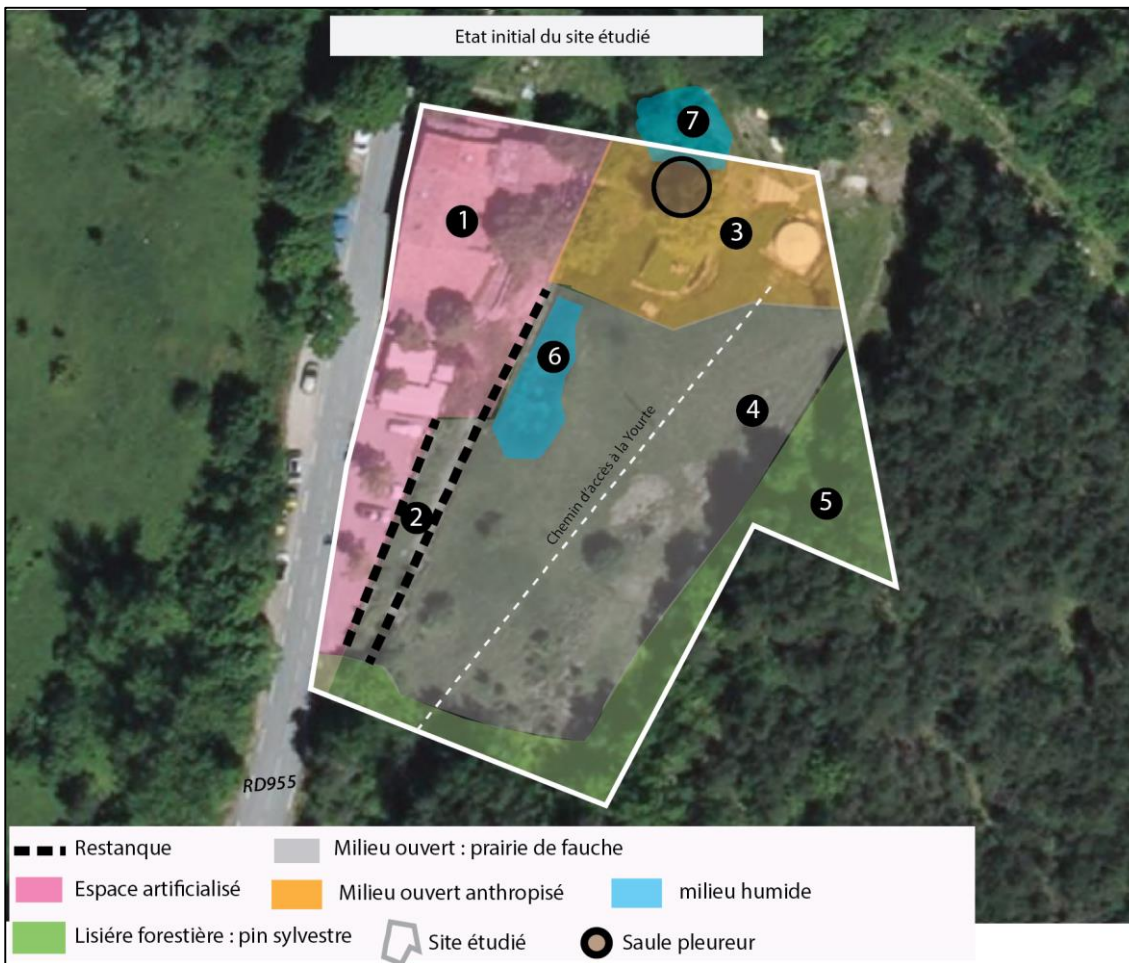 Etat initial du site étudié
7
1
3
6
4
Chemin d'accès à la Yourte
5
2
RD955
Restanque
Milieu ouvert : prairie de fauche
Espace artificialisé
Milieu ouvert anthropisé
milieu humide
Lisiére forestière : pin sylvestre
Site étudié
Saule pleureur